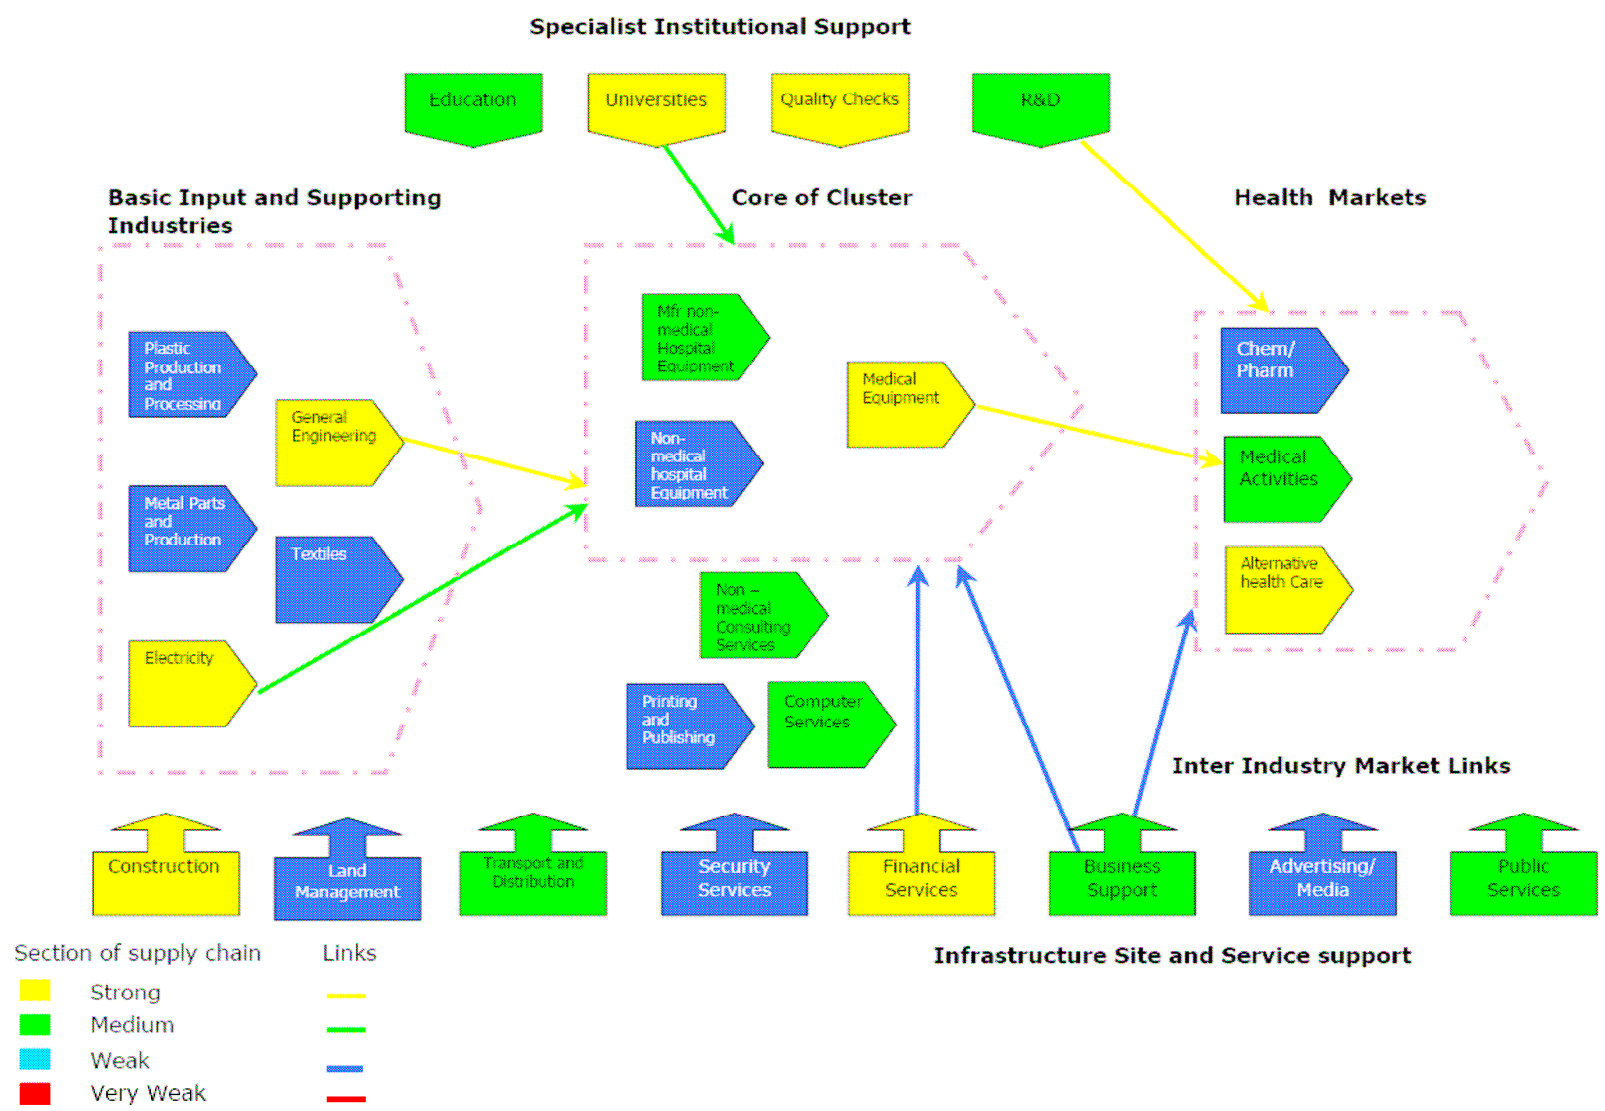 Specialist Institutional Support
Education
Universities
Quality Checks
R&D
Basic Input and Supporting
Industries
Core of Cluster
Health Markets
Plastic
Production
and
Processing
General
Engineering
Metal Parts
and
Production
Textiles
Electricity
Mfr non-
medical
Hospital
Equipment
Non-
medical
hospital
Equipment
Medical
Equipment
Chem/
Pharm
Medical
Activities
Alternative
health Care
Non –
medical
Consulting
Services
Printing
and
Publishing
Computer
Services
Inter Industry Market Links
Construction
Land
Management
Transport and
Distribution
Security
Services
Financial
Services
Business
Support
Advertising/
Media
Public
Services
Infrastructure Site and Service support
Section of supply chain
Links
Strong
Medium
Weak
Very Weak